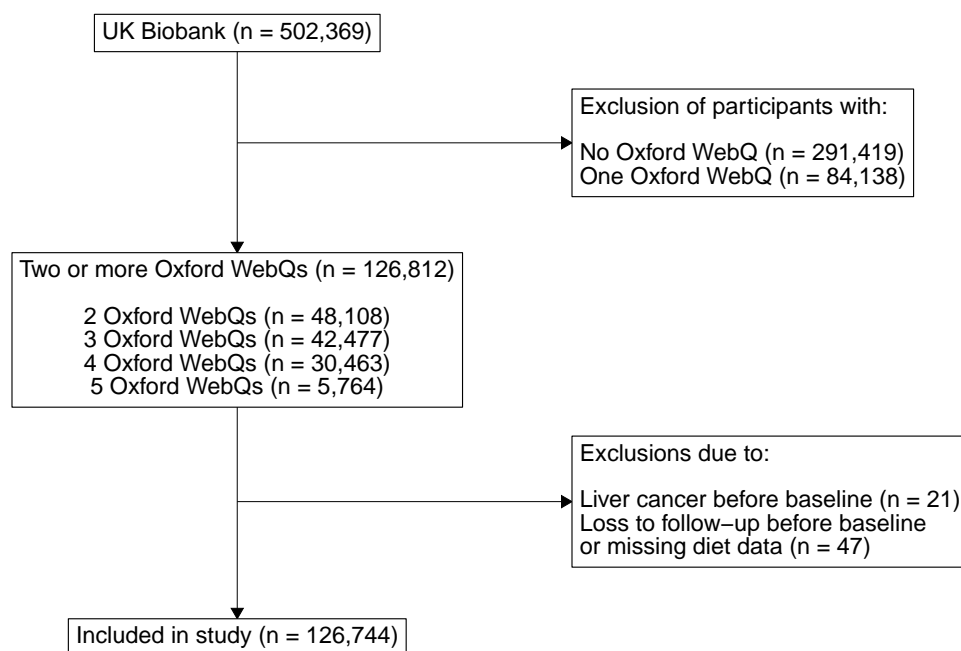 UK Biobank (n = 502,369)
Exclusion of participants with:
No Oxford WebQ (n = 291,419)
One Oxford WebQ (n = 84,138)
Two or more Oxford WebQs (n = 126,812)
2 Oxford WebQs (n = 48,108)
3 Oxford WebQs (n = 42,477)
4 Oxford WebQs (n = 30,463)
5 Oxford WebQs (n = 5,764)
Exclusions due to:
Liver cancer before baseline (n = 21)
Loss to follow−up before baseline
or missing diet data (n = 47)
Included in study (n = 126,744)